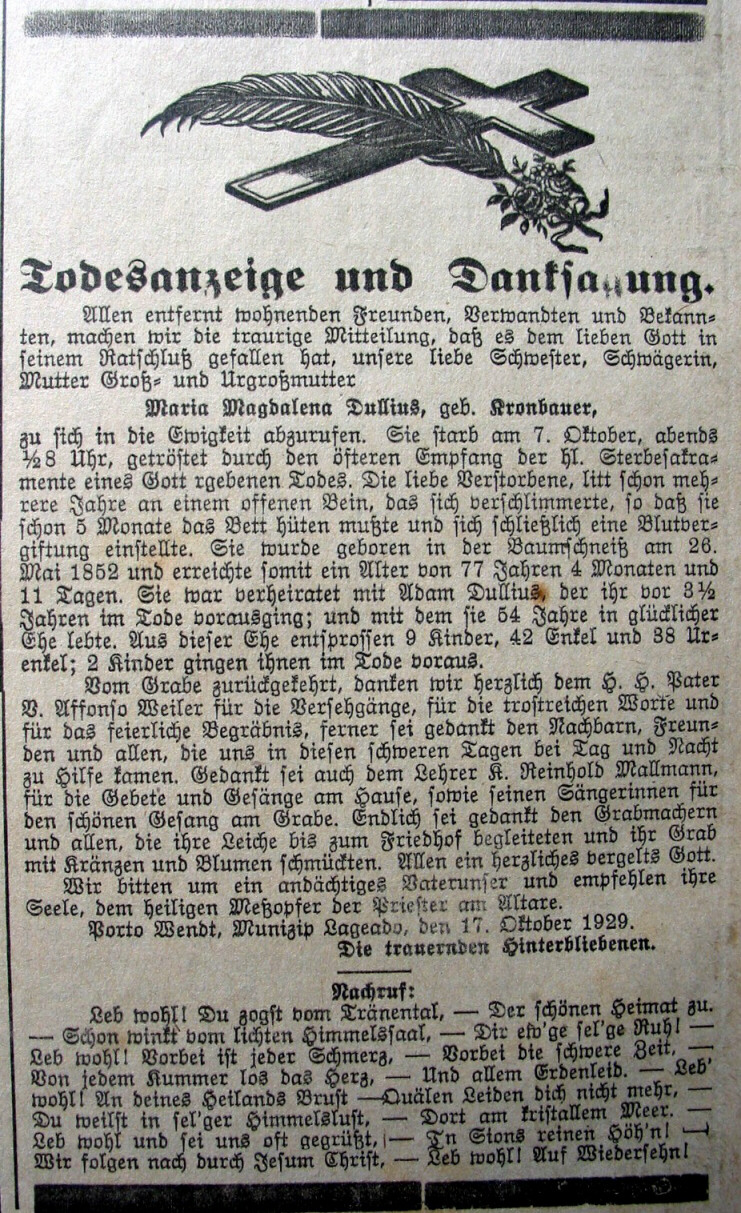 Todesanzeige und Danksagung.
Allen entfernt wohnenden Freunden, Verwandten und Bekann-
ten, machen wir die traurige Mitteilung, daß es dem lieben Gott in
seinem Ratschluß gefallen hat, unsere liebe Schwester, Schwägerin,
Mutter Groß- und Urgroßmutter
Maria Magdalena Dullius, geb. Kronbauer,
zu sich in die Ewigkeit abzurufen. Sie starb am 7. Oktober, abends
½8 Uhr, getröstet durch den öfteren Empfang der hl. Sterbesakra-
mente eines Gott rgebenen Todes. Die liebe Verstorbene, litt schon meh-
rere Jahre an einem offenen Bein, das sich verschlimmerte, so daß sie
schon 5 Monate das Bett hüten mußte und sich schließlich eine Blutver-
giftung einstellte. Sie wurde geboren in der Baumschneiß am 26.
Mai 1852 und erreichte somit ein Alter von 77 Jahren 4 Monaten und
11 Tagen. Sie war verheiratet mit Adam Dullius, der ihr vor 3½
Jahren im Tode vorausging; und mit dem sie 54 Jahre in glücklicher
Ehe lebte. Aus dieser Ehe entsprossen 9 Kinder, 42 Enkel und 38 Ur-
enkel; 2 Kinder gingen ihnen im Tode voraus.
Vom Grabe zurückgekehrt, danken wir herzlich dem H. H. Pater
V. Affonso Weiler für die Versehgänge, für die trostreichen Worte und
für das feierliche Begräbnis, ferner sei gedankt den Nachbarn, Freun-
den und allen, die uns in diesen schweren Tagen bei Tag und Nacht
zu Hilfe kamen. Gedankt sei auch dem Lehrer K. Reinhold Mallmann,
für die Gebete und Gesänge am Hause, sowie seinen Sängerinnen für
den schönen Gesang am Grabe. Endlich sei gedankt den Grabmachern
und allen, die ihre Leiche bis zum Friedhof begleiteten und ihr Grab
mit Kränzen und Blumen schmückten. Allen ein herzliches vergelts Gott.
Wir bitten um ein andächtiges Vaterunser und empfehlen ihre
Seele, dem heiligen Meßopfer der Priester am Altare.
Porto Wendt, Munizip Lageado, den 17. Oktober 1929.
Die trauernden Hinterbliebenen.
Nachruf:
Leb wohl! Du zogst vom Tränental, — Der schönen Heimat zu.
— Schon winkt vom lichten Himmelssaal, — Dir ew'ge sel'ge Ruh! —
Leb wohl! Vorbei ist jeder Schmerz, — Vorbei die schwere Zeit, —
Von jedem Kummer los das Herz, — Und allem Erdenleid. — Leb'
wohl! An deines Heilands Brust —Quälen Leiden dich nicht mehr, —
Du weilst in sel'ger Himmelslust, — Dort am kristallem Meer. —
Leb wohl und sei uns oft gegrüßt, — In Sions reinen Höh'n! —
Wir folgen nach durch Jesum Christ, — Leb wohl! Auf Wiedersehn!